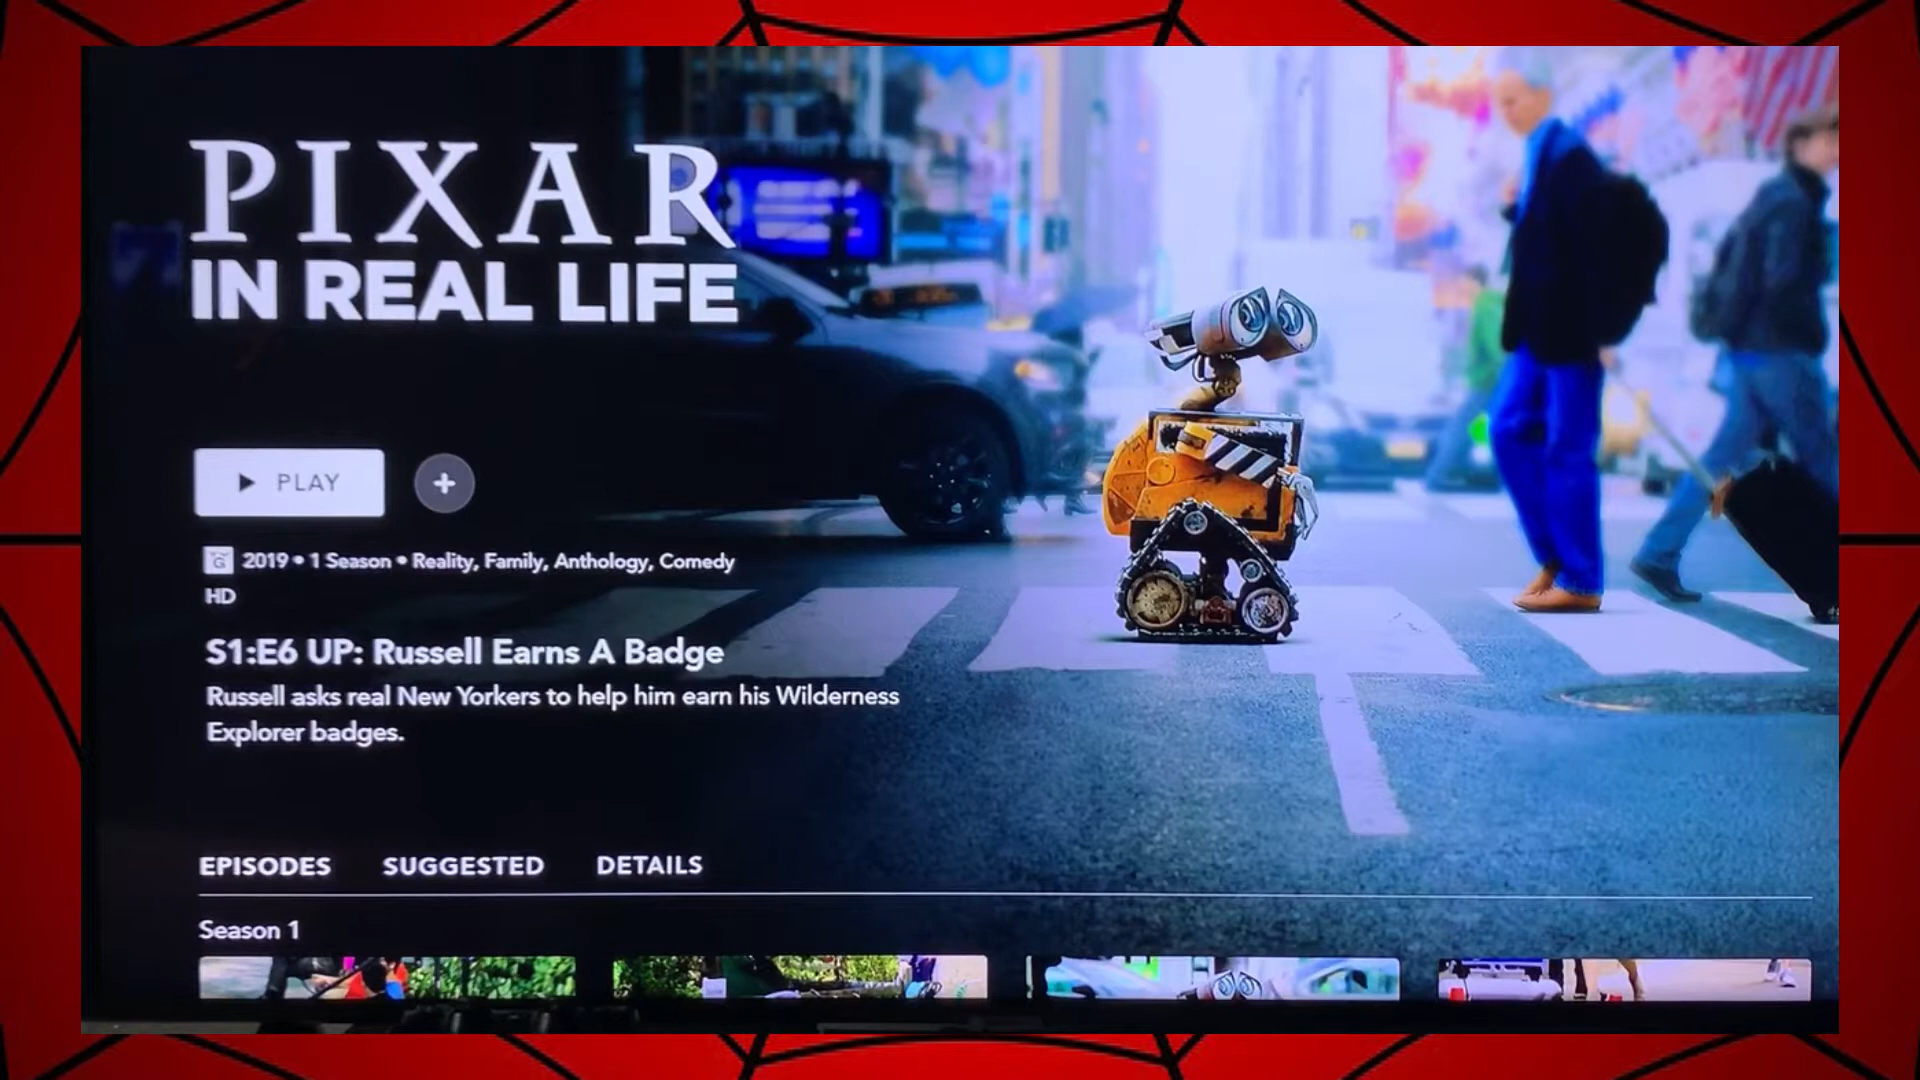 PIXAR
IN REAL LIFE
PLAY
G 2019 • 1 Season • Reality, Family, Anthology, Comedy
HD
S1:E6 UP: Russell Earns A Badge
Russell asks real New Yorkers to help him earn his Wilderness
Explorer badges.
EPISODES SUGGESTED DETAILS
Season 1